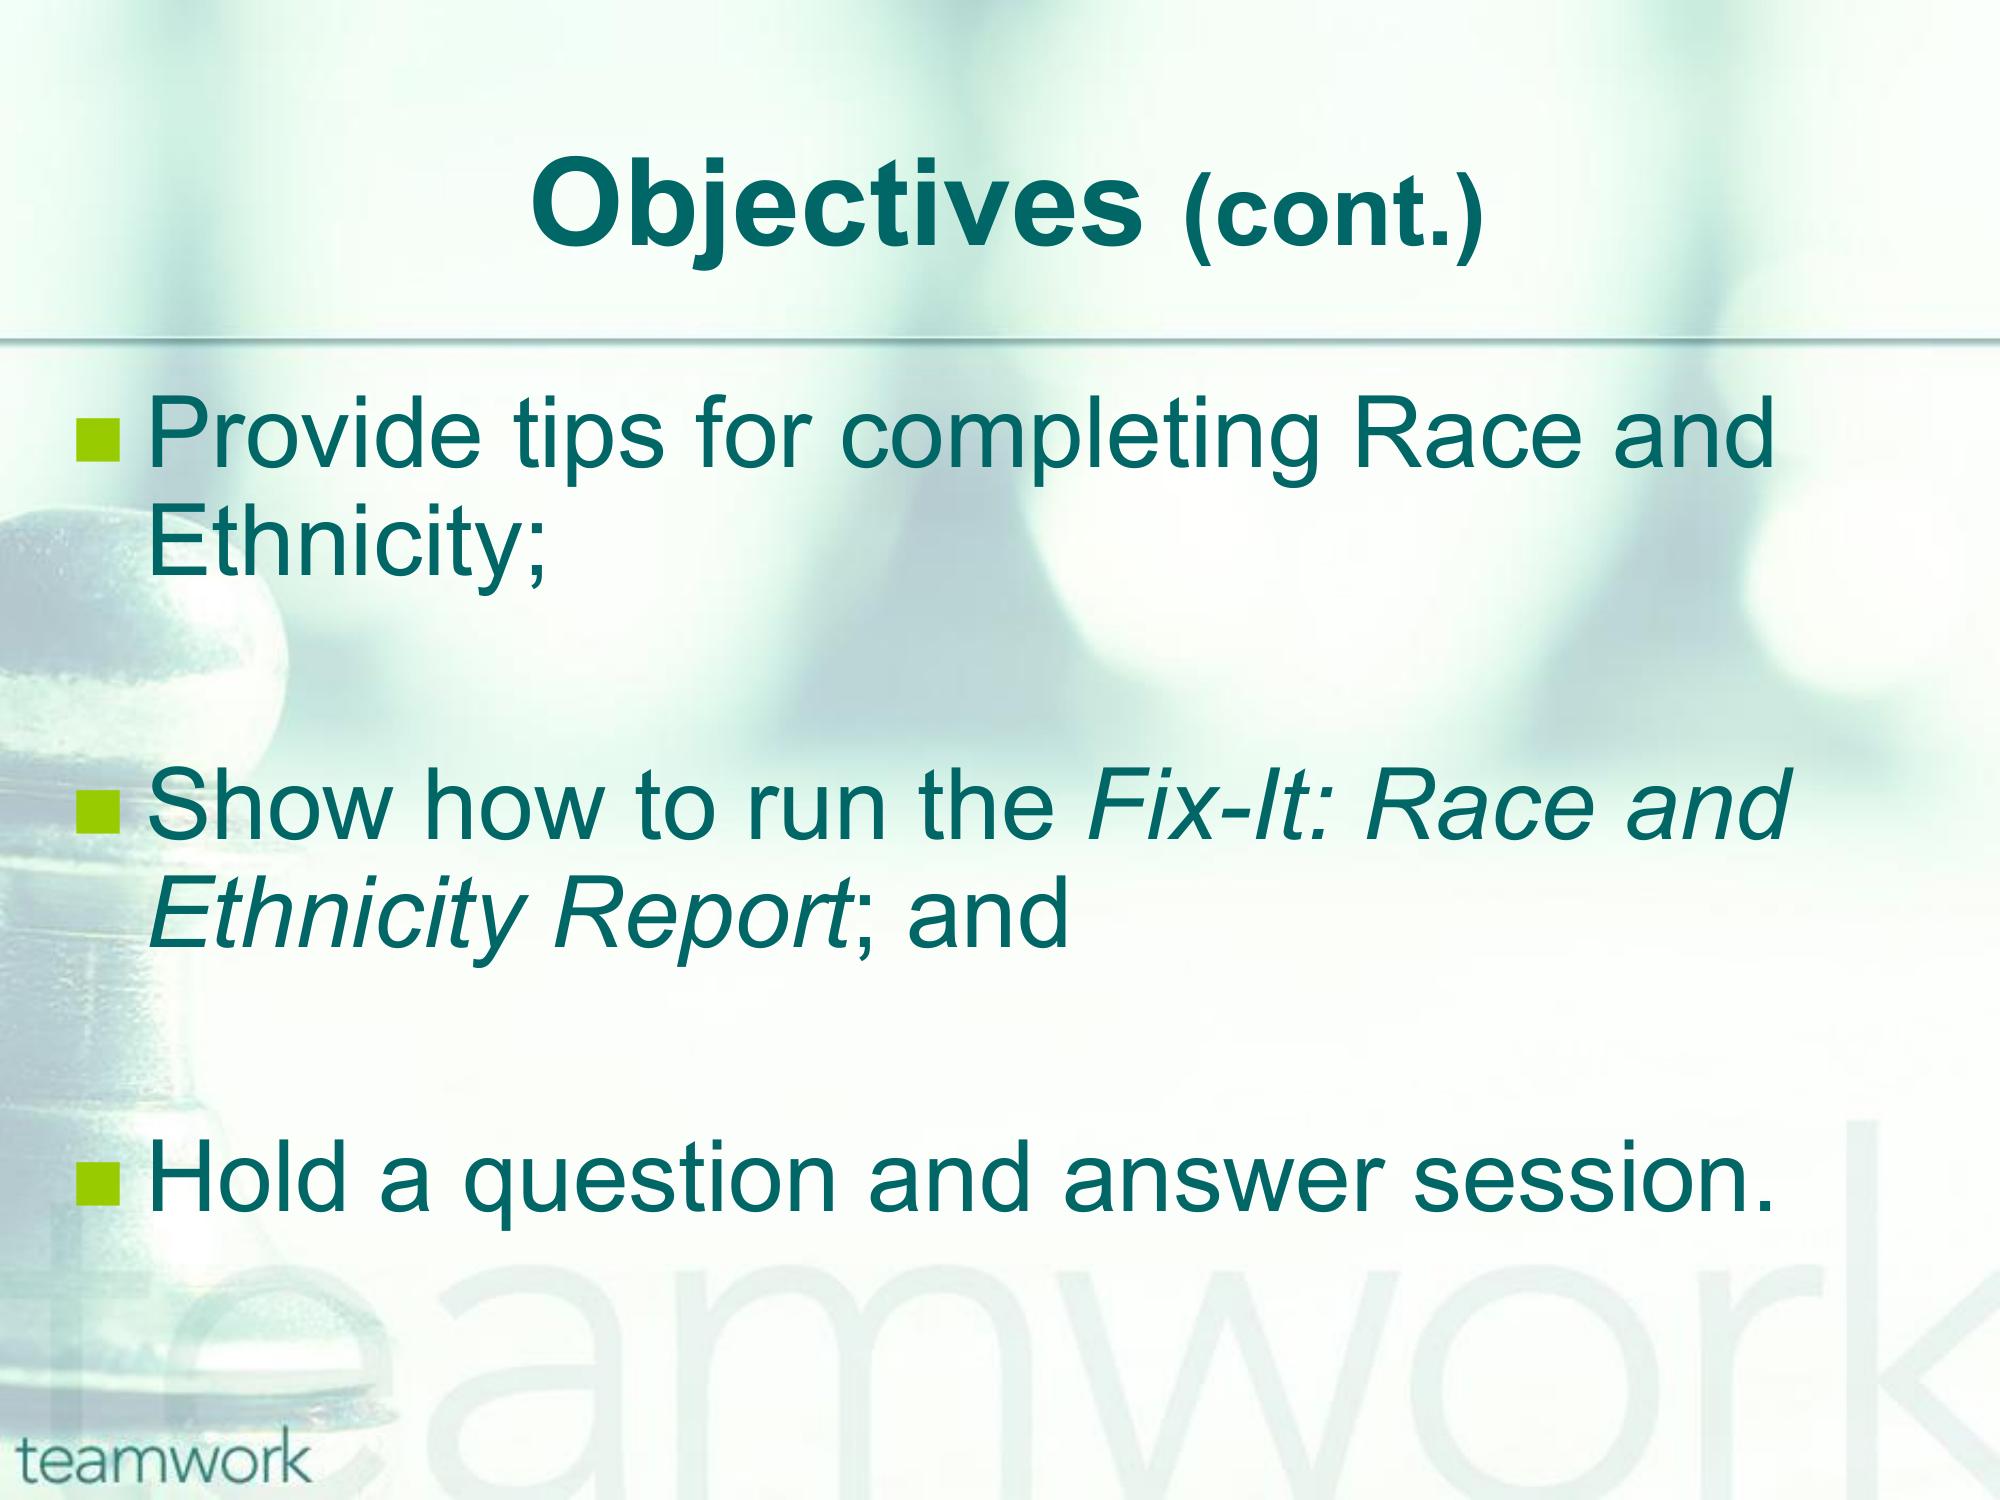 Objectives (cont.)
Provide tips for completing Race and
Ethnicity;
Show how to run the Fix-It: Race and
Ethnicity Report; and
Hold a question and answer session.
teamwork
teamwork